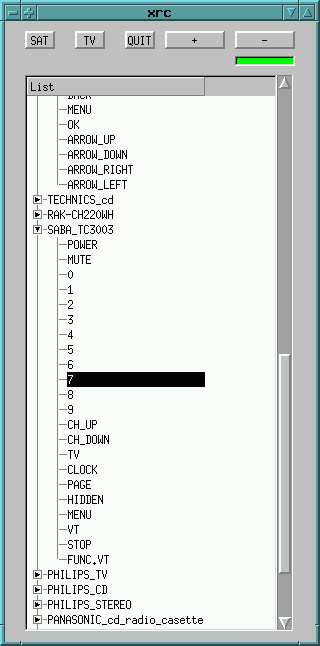 xrc
SAT TV QUIT + -
List
BACK
MENU
OK
ARROW_UP
ARROW_DOWN
ARROW_RIGHT
ARROW_LEFT
TECHNICS_cd
RAK-CH220WH
SABA_TC3003
POWER
MUTE
0
1
2
3
4
5
6
7
8
9
CH_UP
CH_DOWN
TV
CLOCK
PAGE
HIDDEN
MENU
VT
STOP
FUNC.VT
PHILIPS_TV
PHILIPS_CD
PHILIPS_STEREO
PANASONIC_cd_radio_casette